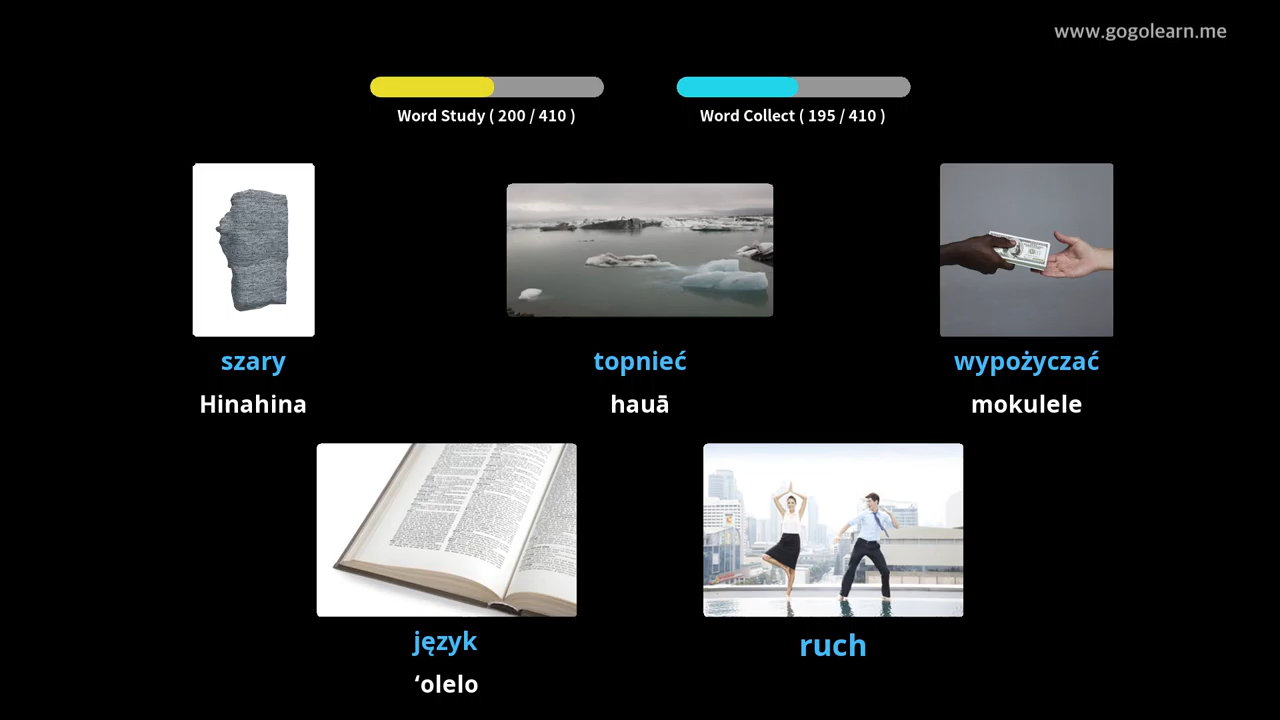 www.gogolearn.me
Word Study ( 200 / 410 )
Word Collect ( 195 / 410 )
szary
Hinahina
topnieć
hauā
wypożyczać
mokulele
język
ʻolelo
ruch